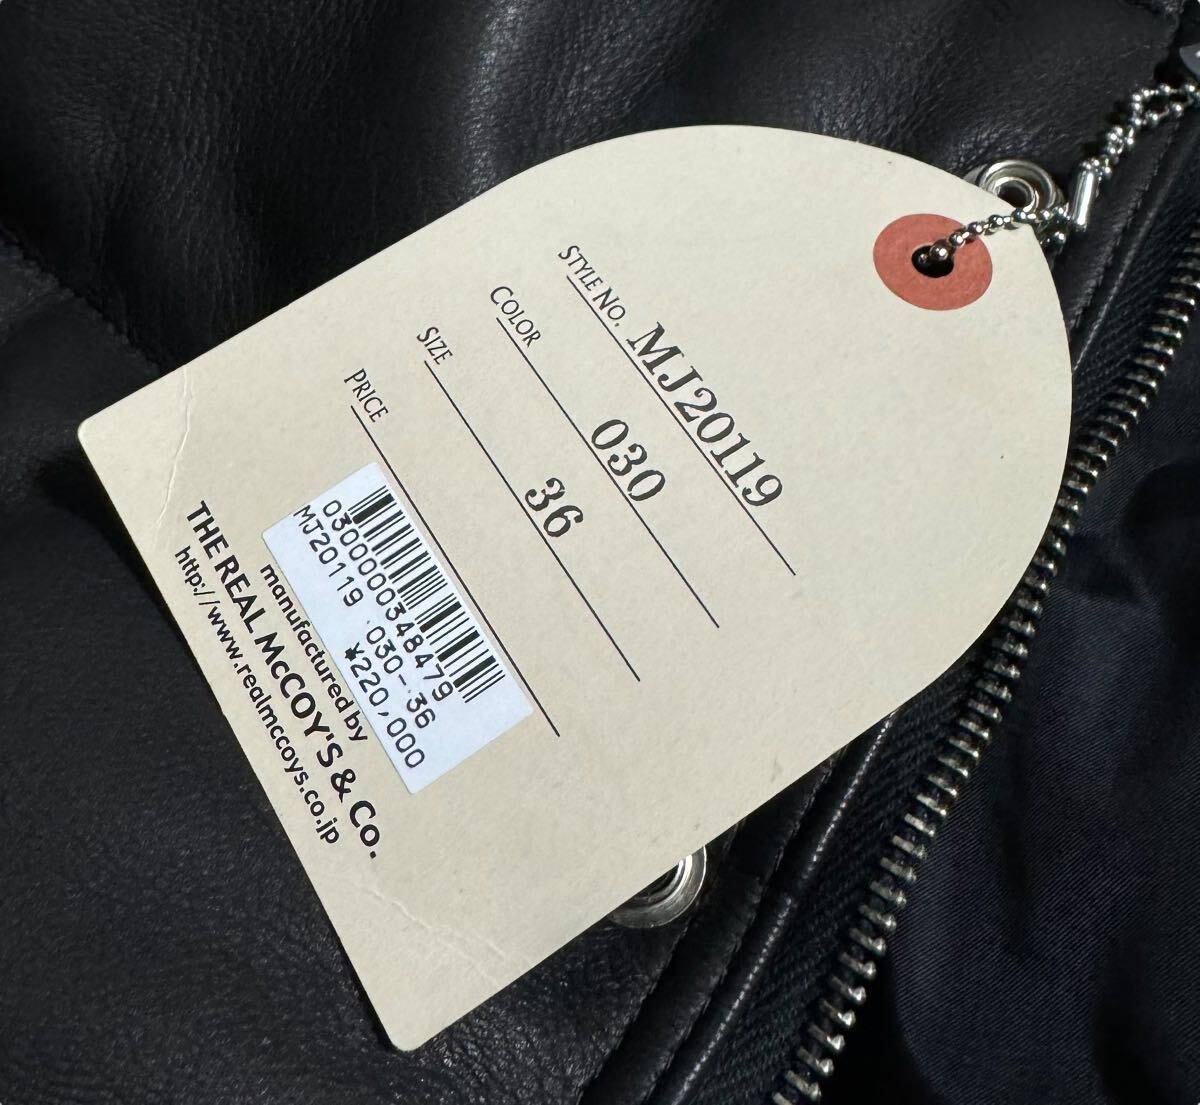 STYLE NO. MJ20119
COLOR 030
SIZE 36
PRICE
0300000348479
MJ20119 030- 36
¥220,000
manufactured by
THE REAL McCOY'S & Co.
http://www.realmccoys.co.jp